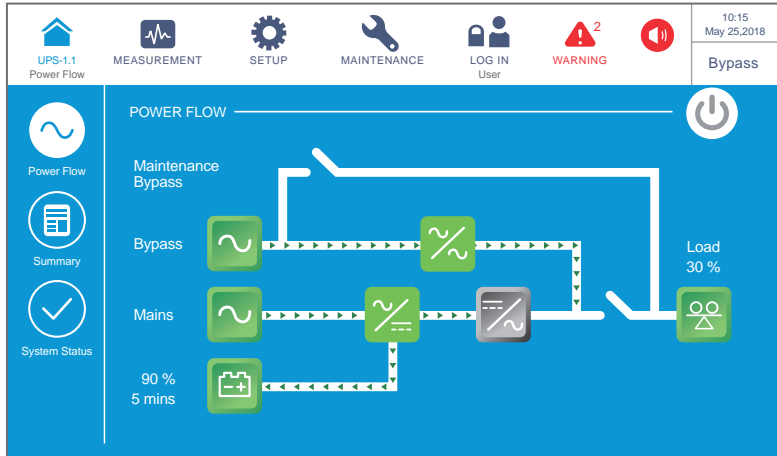 UPS-1.1
Power Flow
MEASUREMENT
SETUP
MAINTENANCE
LOG IN
User
2
WARNING
10:15
May 25,2018
Bypass
Power Flow
Summary
System Status
POWER FLOW
Maintenance
Bypass
Bypass
Mains
90 %
5 mins
Load
30 %